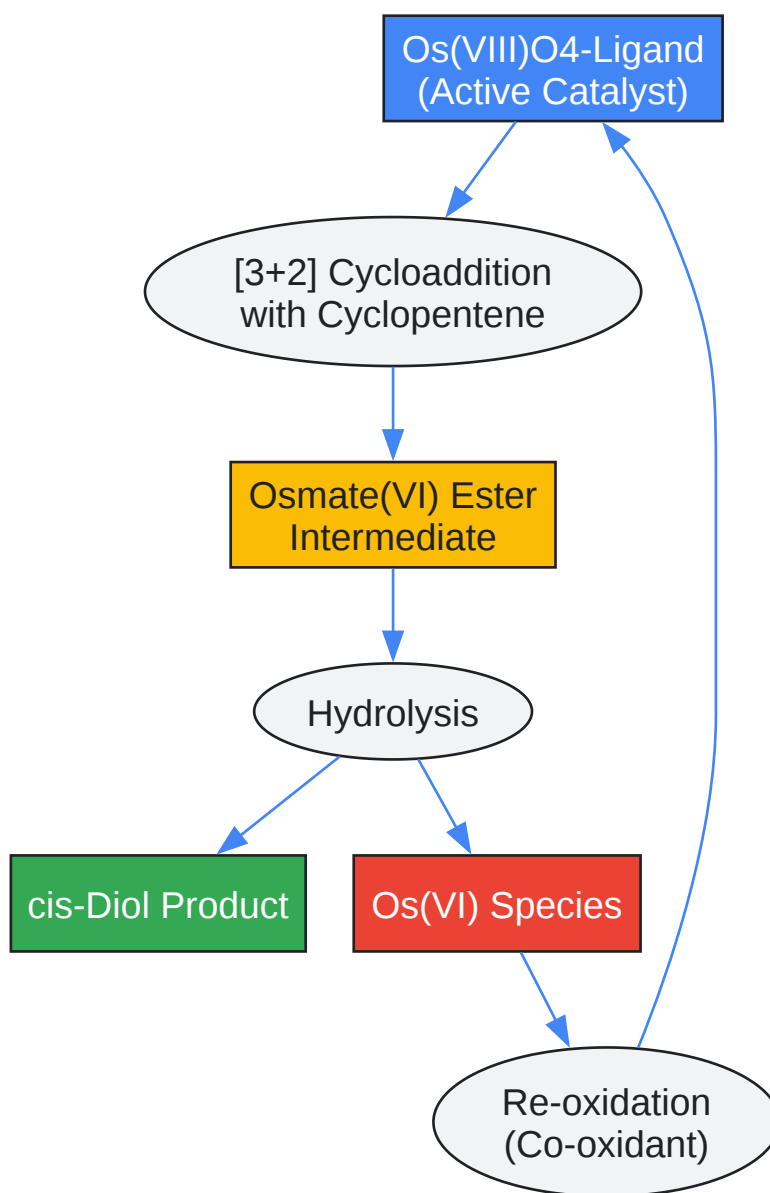 Os(VIII)O4-Ligand
(Active Catalyst)
[3+2] Cycloaddition
with Cyclopentene
Osmate(VI) Ester
Intermediate
Hydrolysis
cis-Diol Product
Os(VI) Species
Re-oxidation
(Co-oxidant)